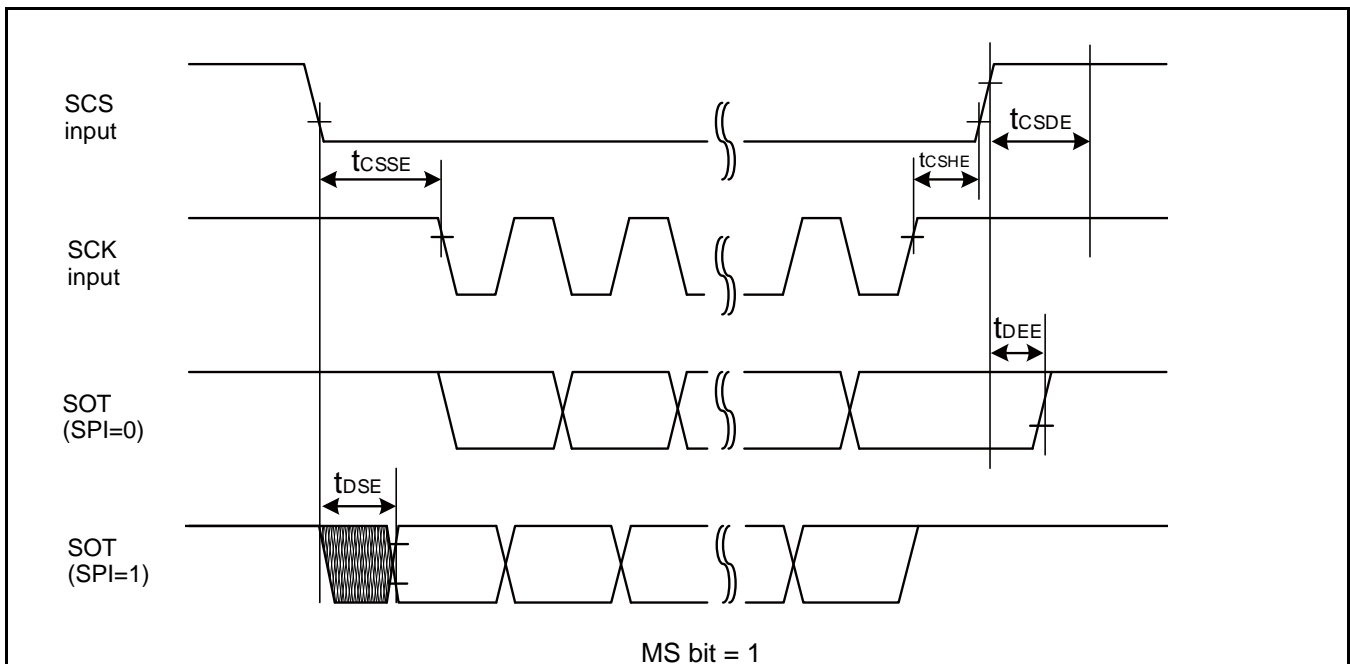 SCS
input
tCSDE
tCSSE
tCSHE
SCK
input
tDEE
SOT
(SPI=0)
tDSE
SOT
(SPI=1)
MS bit = 1